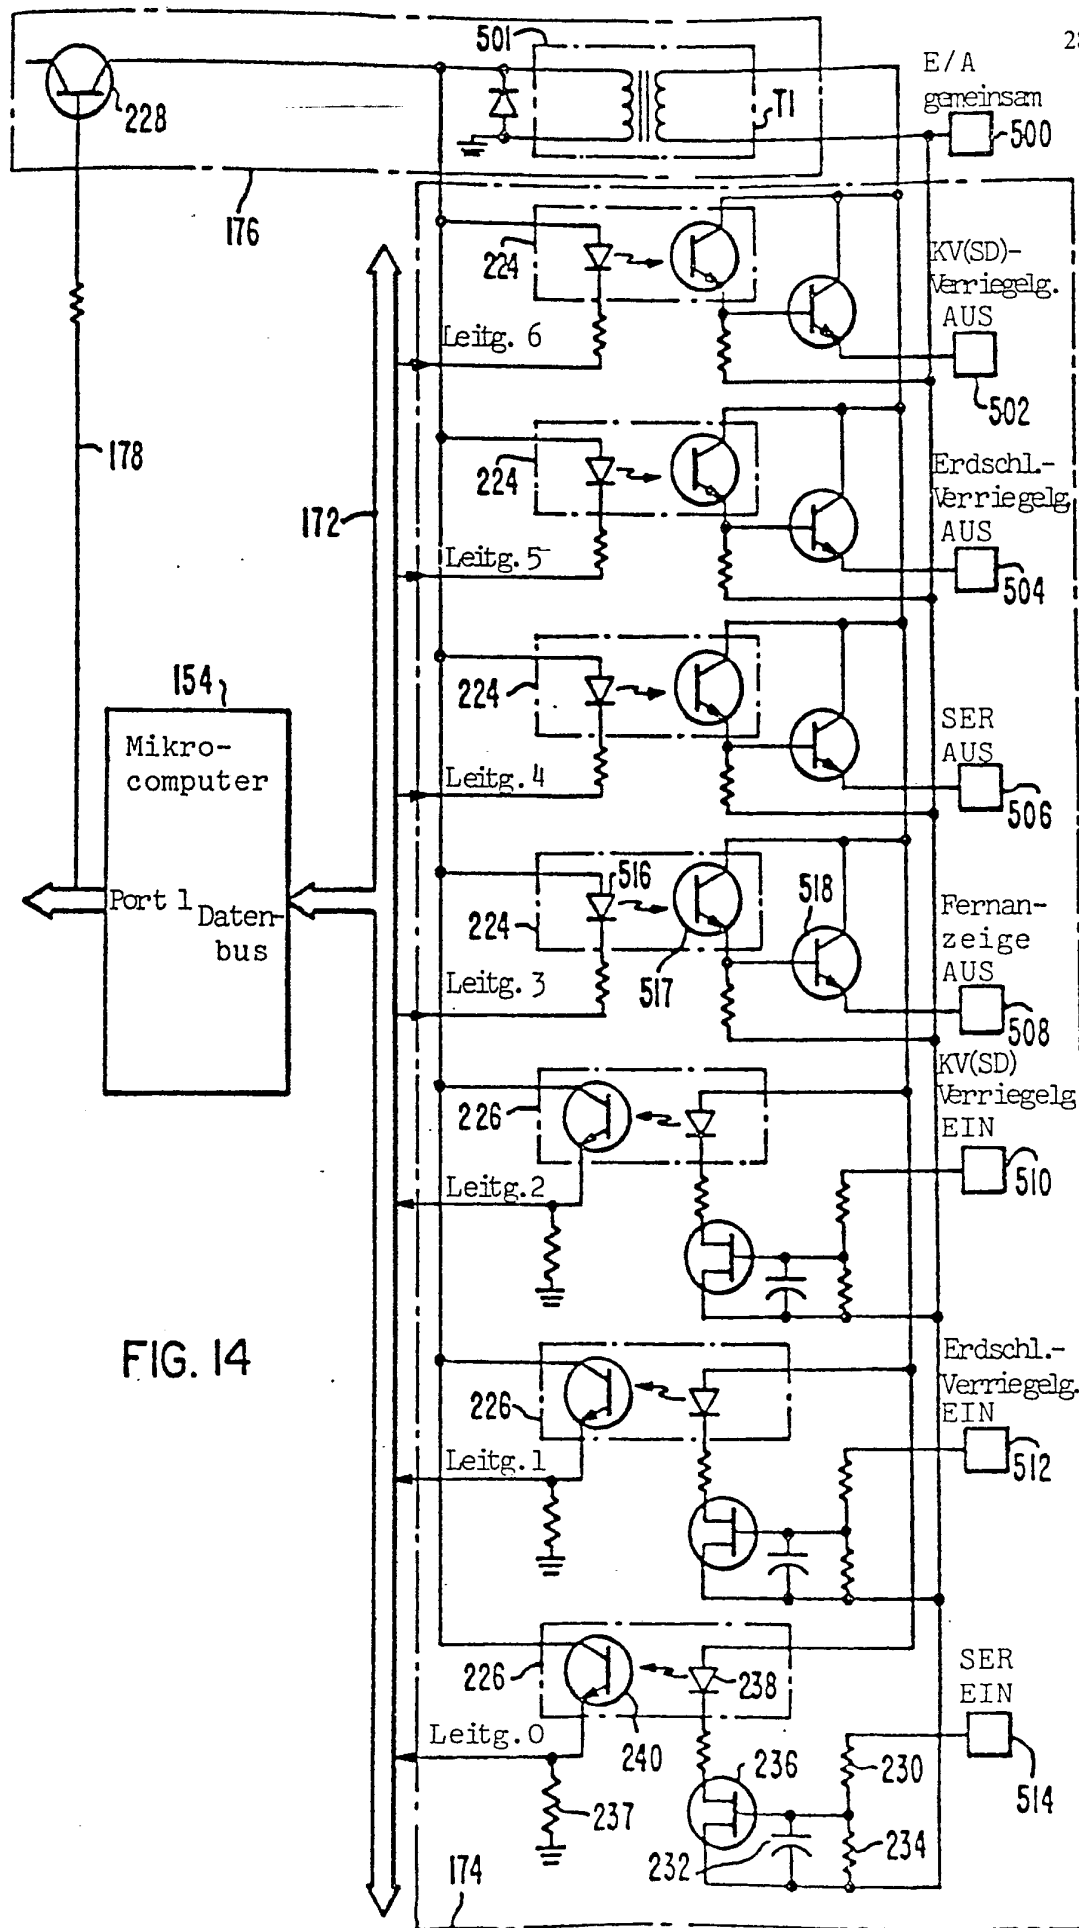 501
28
E/A
gemeinsam
228
T1
500
176
224
KV(SD)-
Verriegelg.
AUS
Leitg. 6
502
178
224
Erdschl.-
Verriegelg.
AUS
172
Leitg. 5
504
154
224
Mikro-
computer
SER
AUS
Leitg. 4
506
516
518
Port 1
Daten-
bus
224
Fernan-
zeige
AUS
517
Leitg. 3
508
KV(SD)
Verriegelg
EIN
226
Leitg. 2
510
FIG. 14
Erdschl.-
Verriegelg.
EIN
226
Leitg. 1
512
226
238
SER
EIN
Leitg. 0
240
236
230
514
237
232
234
174